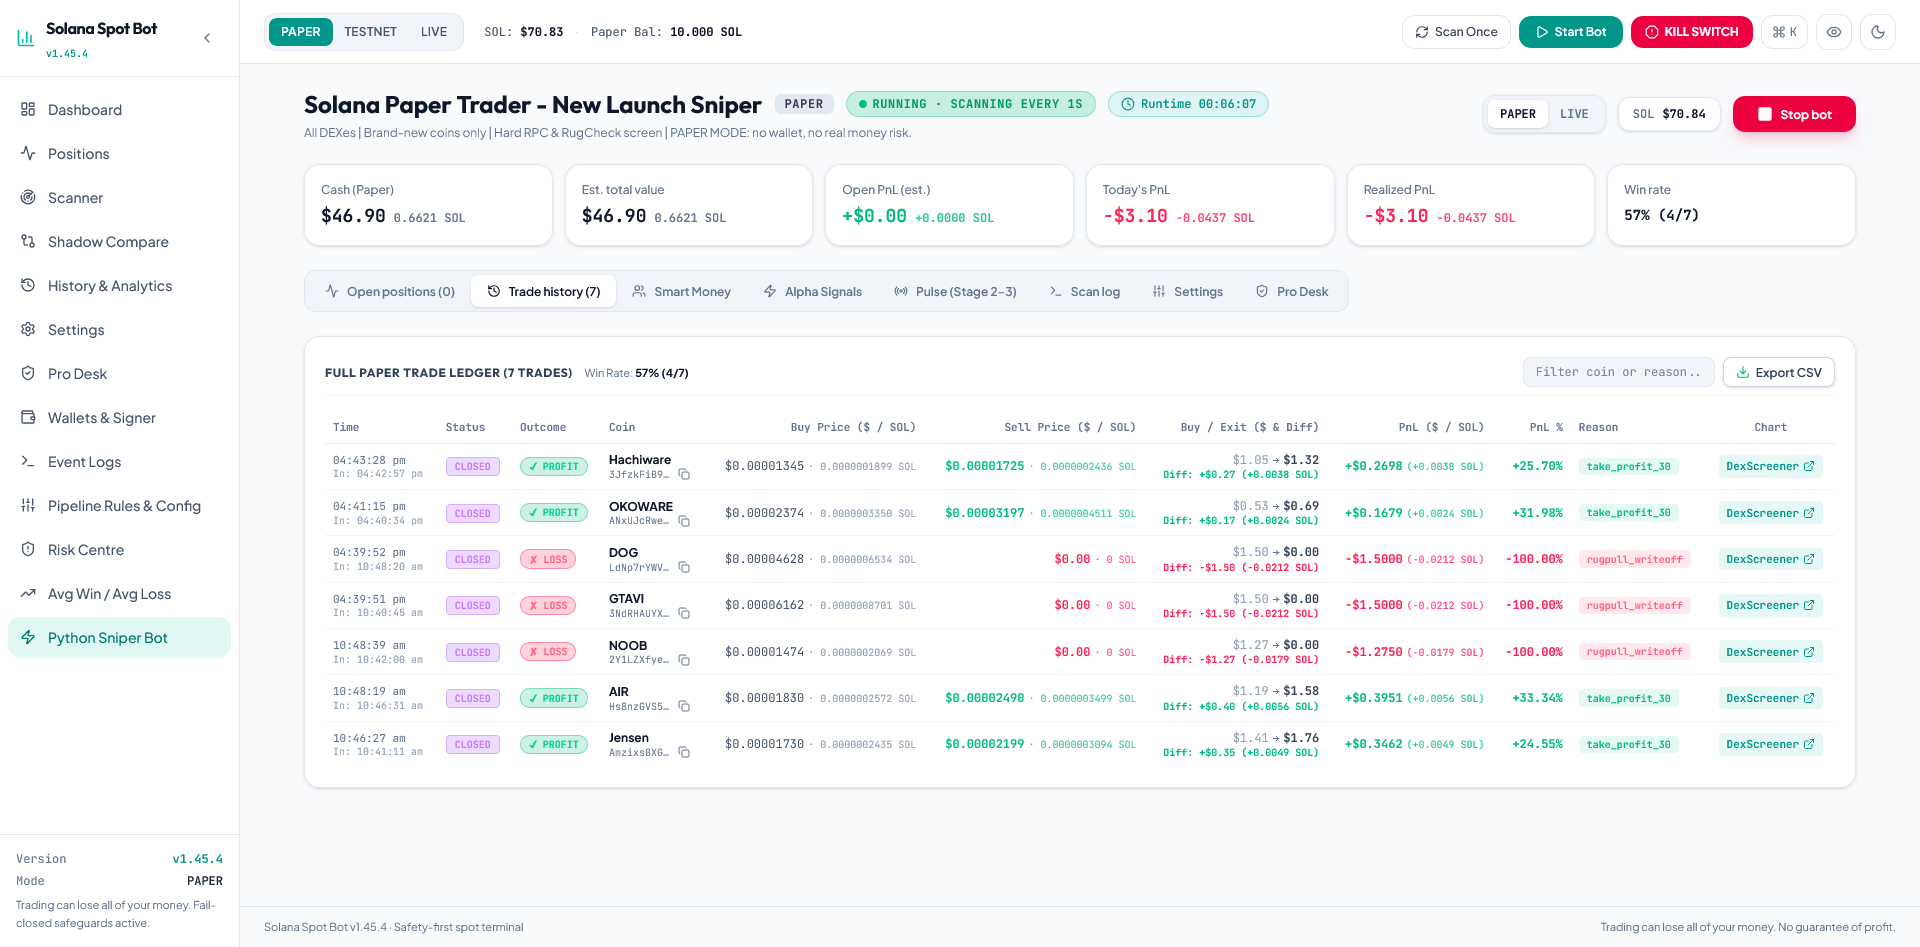 Solana Spot Bot
v1.45.4
Dashboard
Positions
Scanner
Shadow Compare
History & Analytics
Settings
Pro Desk
Wallets & Signer
Event Logs
Pipeline Rules & Config
Risk Centre
Avg Win / Avg Loss
Python Sniper Bot
Version v1.45.4
Mode PAPER
Trading can lose all of your money. Fail-
closed safeguards active.
PAPER TESTNET LIVE SOL: $70.83 · Paper Bal: 10.000 SOL Scan Once Start Bot KILL SWITCH ⌘ K
Solana Paper Trader - New Launch Sniper PAPER RUNNING · SCANNING EVERY 1S Runtime 00:06:07
All DEXes | Brand-new coins only | Hard RPC & RugCheck screen | PAPER MODE: no wallet, no real money risk.
PAPER LIVE SOL $70.84 Stop bot
Cash (Paper)
$46.90 0.6621 SOL
Est. total value
$46.90 0.6621 SOL
Open PnL (est.)
+$0.00 +0.0000 SOL
Today's PnL
-$3.10 -0.0437 SOL
Realized PnL
-$3.10 -0.0437 SOL
Win rate
57% (4/7)
Open positions (0) Trade history (7) Smart Money Alpha Signals Pulse (Stage 2–3) Scan log Settings Pro Desk
FULL PAPER TRADE LEDGER (7 TRADES) Win Rate: 57% (4/7) Filter coin or reason.. Export CSV
Time Status Outcome Coin Buy Price ($ / SOL) Sell Price ($ / SOL) Buy / Exit ($ & Diff) PnL ($ / SOL) PnL % Reason Chart
04:43:28 pm CLOSED ✓ PROFIT Hachiware $0.00001345 · 0.0000001899 SOL $0.00001725 · 0.0000002436 SOL $1.05 → $1.32 +$0.2698 (+0.0038 SOL) +25.70% take_profit_30 DexScreener
In: 04:42:57 pm 3JfzkFiB9… Diff: +$0.27 (+0.0038 SOL)
04:41:15 pm CLOSED ✓ PROFIT OKOWARE $0.00002374 · 0.0000003350 SOL $0.00003197 · 0.0000004511 SOL $0.53 → $0.69 +$0.1679 (+0.0024 SOL) +31.98% take_profit_30 DexScreener
In: 04:40:34 pm ANxUJcRwe… Diff: +$0.17 (+0.0024 SOL)
04:39:52 pm CLOSED ✗ LOSS DOG $0.00004628 · 0.0000006534 SOL $0.00 · 0 SOL $1.50 → $0.00 -$1.5000 (-0.0212 SOL) -100.00% rugpull_writeoff DexScreener
In: 10:48:20 am LdNp7rYWV… Diff: -$1.50 (-0.0212 SOL)
04:39:51 pm CLOSED ✗ LOSS GTAVI $0.00006162 · 0.0000008701 SOL $0.00 · 0 SOL $1.50 → $0.00 -$1.5000 (-0.0212 SOL) -100.00% rugpull_writeoff DexScreener
In: 10:40:45 am 3NdRHAUYX… Diff: -$1.50 (-0.0212 SOL)
10:48:39 am CLOSED ✗ LOSS NOOB $0.00001474 · 0.0000002069 SOL $0.00 · 0 SOL $1.27 → $0.00 -$1.2750 (-0.0179 SOL) -100.00% rugpull_writeoff DexScreener
In: 10:42:00 am 2Y1LZXfye… Diff: -$1.27 (-0.0179 SOL)
10:48:19 am CLOSED ✓ PROFIT AIR $0.00001830 · 0.0000002572 SOL $0.00002490 · 0.0000003499 SOL $1.19 → $1.58 +$0.3951 (+0.0056 SOL) +33.34% take_profit_30 DexScreener
In: 10:46:31 am Hs8nzGVS5… Diff: +$0.40 (+0.0056 SOL)
10:46:27 am CLOSED ✓ PROFIT Jensen $0.00001730 · 0.0000002435 SOL $0.00002199 · 0.0000003094 SOL $1.41 → $1.76 +$0.3462 (+0.0049 SOL) +24.55% take_profit_30 DexScreener
In: 10:41:11 am AmzixsBXG… Diff: +$0.35 (+0.0049 SOL)
Solana Spot Bot v1.45.4 · Safety-first spot terminal Trading can lose all of your money. No guarantee of profit.